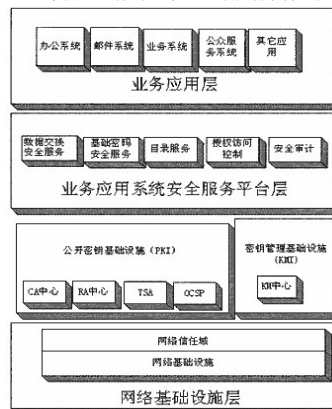 办公系统
邮件系统
业务系统
公众服
务系统
其它应
用
业务应用层
数据交换
安全服务
基础密码
安全服务
目录服务
授权访问
控制
安全审计
业务应用系统安全服务平台层
公开密钥基础设施(PKI)
密钥管理基础设施
(KMI)
CA中心
RA中心
TSA
OCSP
KM中心
网络信任域
网络基础设施
网络基础设施层